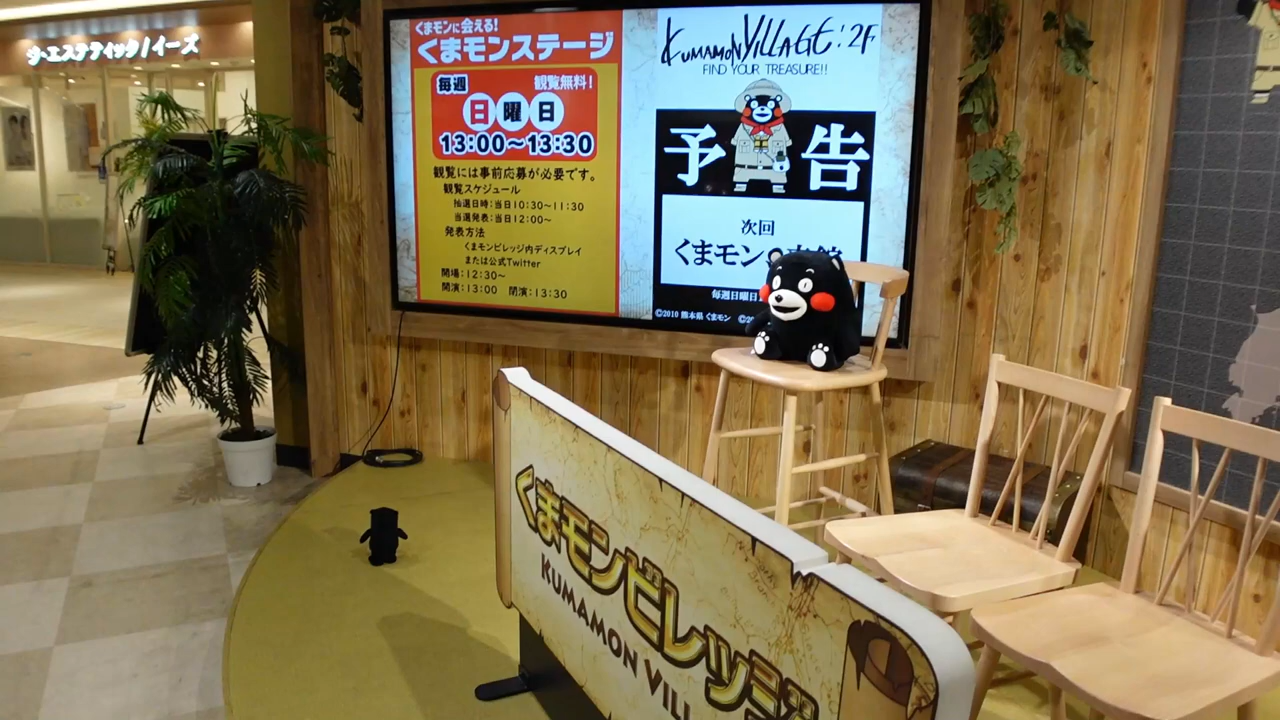 ジェイエステティック/イーズ
くまモンに会える!
くまモンステージ
毎週
観覧無料!
日曜日
13:00～13:30
観覧には事前応募が必要です。
観覧スケジュール
抽選日時:当日10:30～11:30
当選発表:当日12:00～
発表方法
くまモンビレッジ内ディスプレイ
または公式Twitter
開場:12:30～
開演:13:00 閉演:13:30
KUMAMON VILLAGE:2F
FIND YOUR TREASURE!!
予告
次回
くまモン
毎週日曜日
©2010 熊本県 くまモン
くまモンビレッジ
KUMAMON VILL